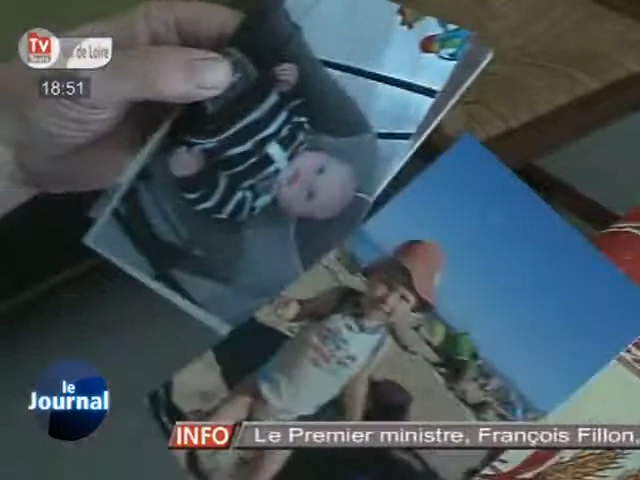 Tv
de Loire
18:51
le
Journal
INFO Le Premier ministre, François Fillon,